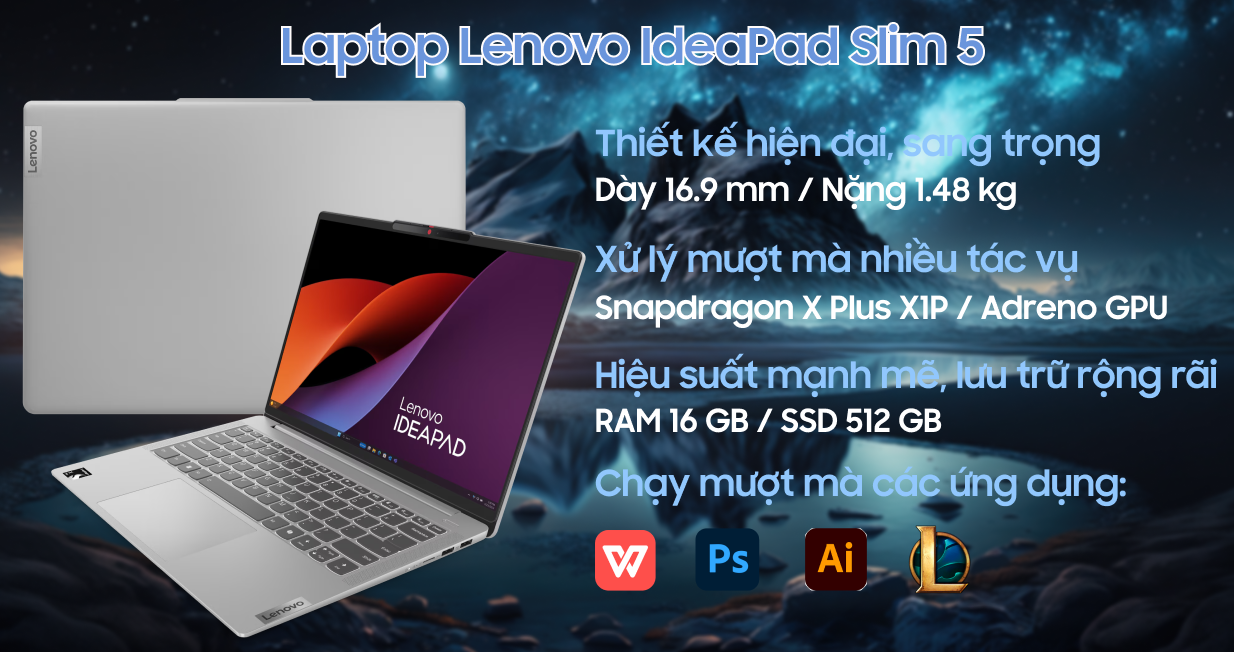 Laptop Lenovo IdeaPad Slim 5
Lenovo
Thiết kế hiện đại, sang trọng
Dày 16.9 mm / Nặng 1.48 kg
Xử lý mượt mà nhiều tác vụ
Snapdragon X Plus X1P / Adreno GPU
Lenovo
IDEAPAD
Hiệu suất mạnh mẽ, lưu trữ rộng rãi
RAM 16 GB / SSD 512 GB
Chạy mượt mà các ứng dụng:
W Ps Ai L
Lenovo